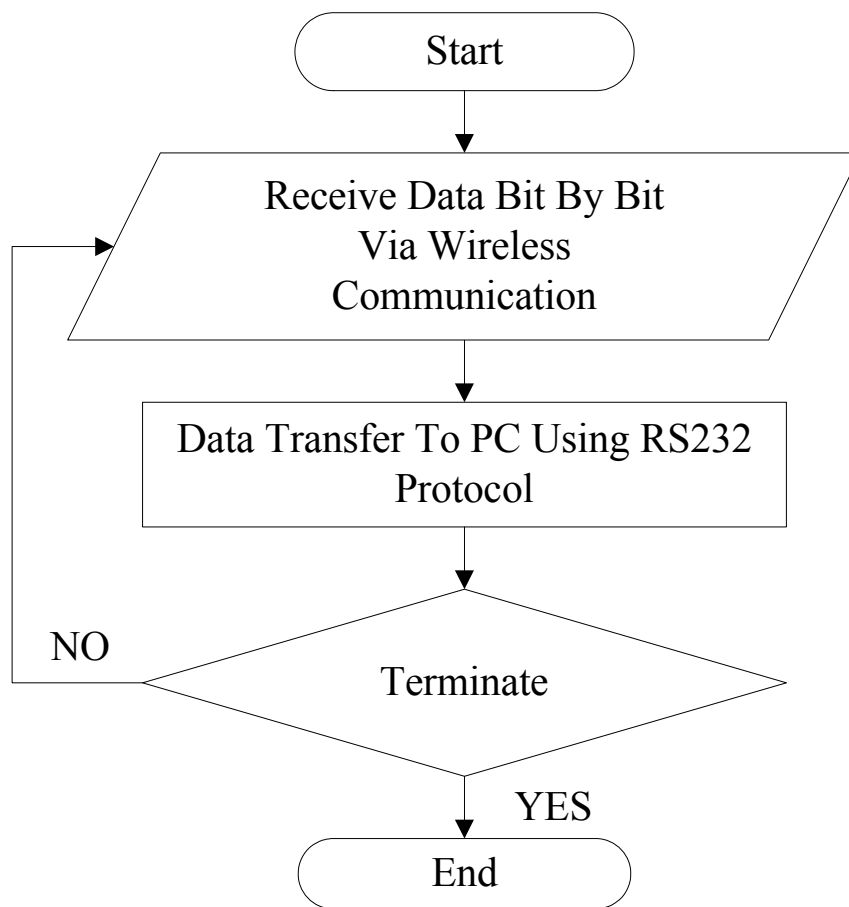 Start
Receive Data Bit By Bit
Via Wireless
Communication
Data Transfer To PC Using RS232
Protocol
NO
Terminate
YES
End